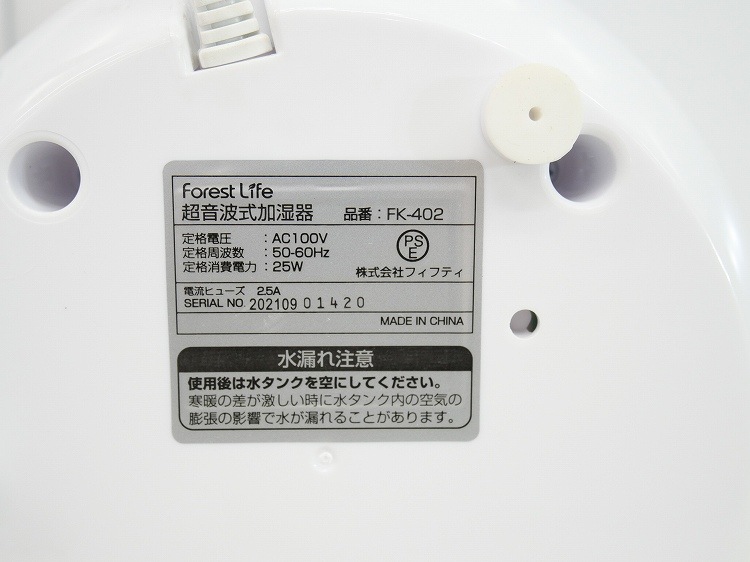 Forest Life
超音波式加湿器 品番：FK-402
定格電圧 ：AC100V
定格周波数 ：50-60Hz
定格消費電力：25W
PSE
株式会社フィフティ
電流ヒューズ 2.5A
SERIAL NO. 202109 01420
MADE IN CHINA
水漏れ注意
使用後は水タンクを空にしてください。
寒暖の差が激しい時に水タンク内の空気の
膨張の影響で水が漏れることがあります。